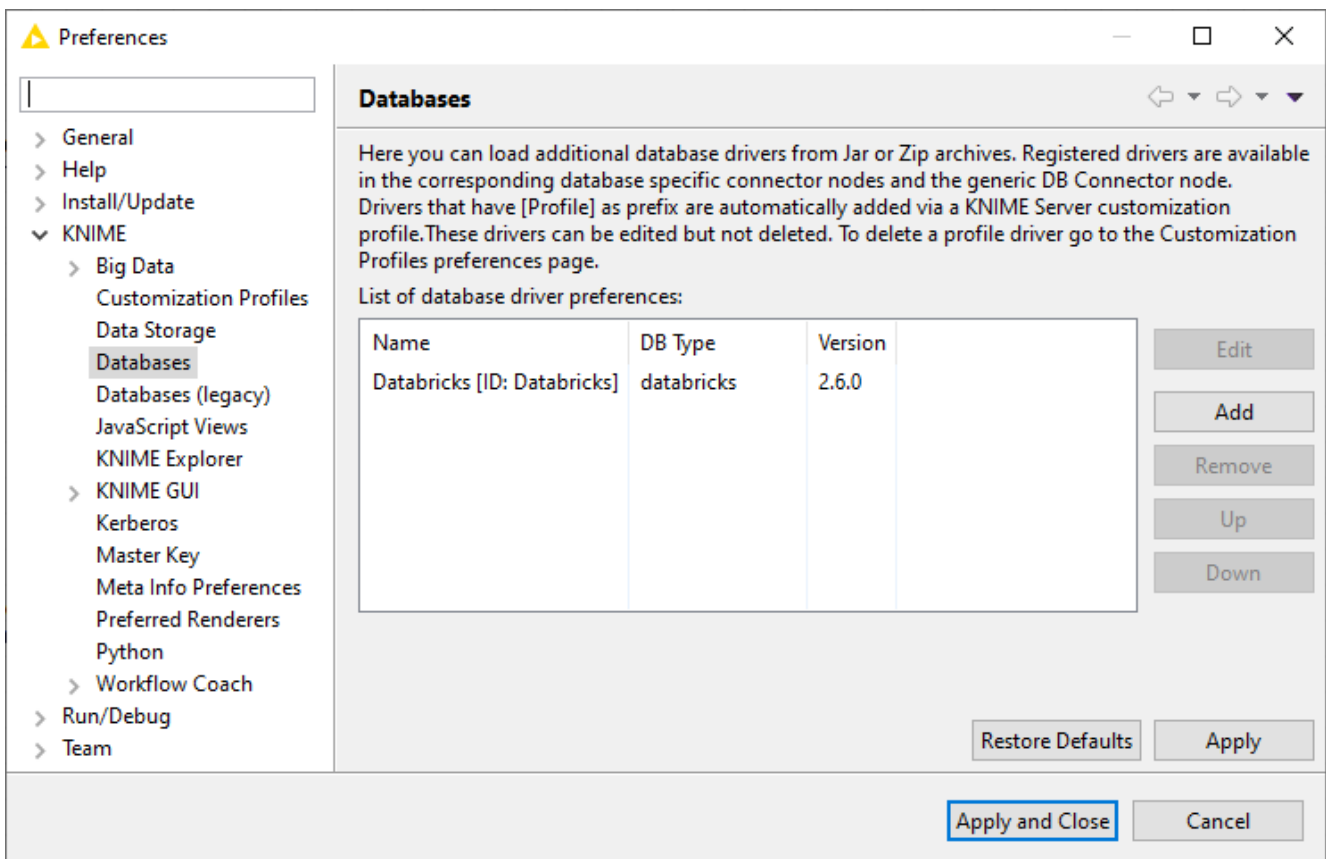 Preferences
General
Help
Install/Update
KNIME
Big Data
Customization Profiles
Data Storage
Databases
Databases (legacy)
JavaScript Views
KNIME Explorer
KNIME GUI
Kerberos
Master Key
Meta Info Preferences
Preferred Renderers
Python
Workflow Coach
Run/Debug
Team
Databases
Here you can load additional database drivers from Jar or Zip archives. Registered drivers are available
in the corresponding database specific connector nodes and the generic DB Connector node.
Drivers that have [Profile] as prefix are automatically added via a KNIME Server customization
profile.These drivers can be edited but not deleted. To delete a profile driver go to the Customization
Profiles preferences page.
List of database driver preferences:
Name DB Type Version
Databricks [ID: Databricks] databricks 2.6.0
Edit
Add
Remove
Up
Down
Restore Defaults Apply
Apply and Close Cancel